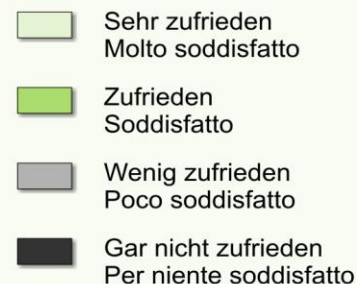 Sehr zufrieden
Molto soddisfatto
Zufrieden
Soddisfatto
Wenig zufrieden
Poco soddisfatto
Gar nicht zufrieden
Per niente soddisfatto